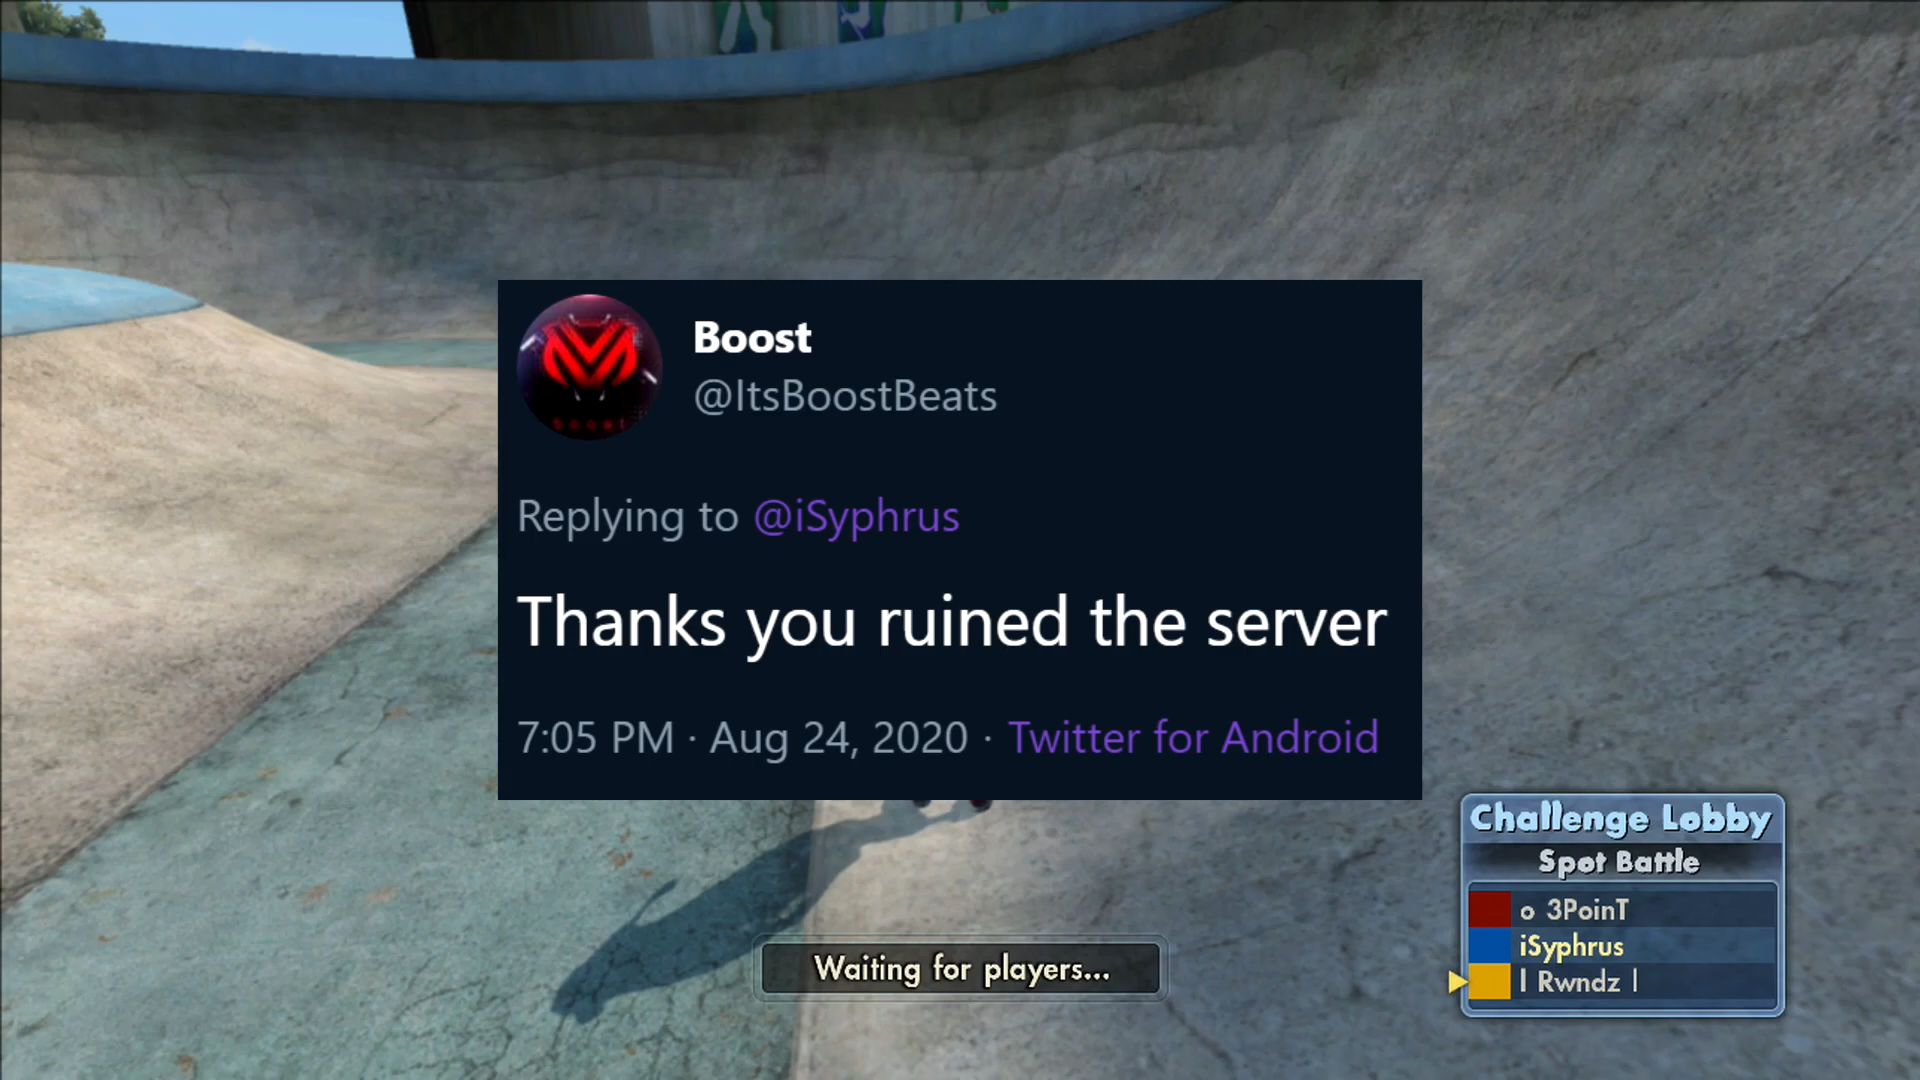 Boost
@ItsBoostBeats
Replying to @iSyphrus
Thanks you ruined the server
7:05 PM · Aug 24, 2020 · Twitter for Android
Challenge Lobby
Spot Battle
o 3PoinT
iSyphrus
l Rwndz l
Waiting for players...